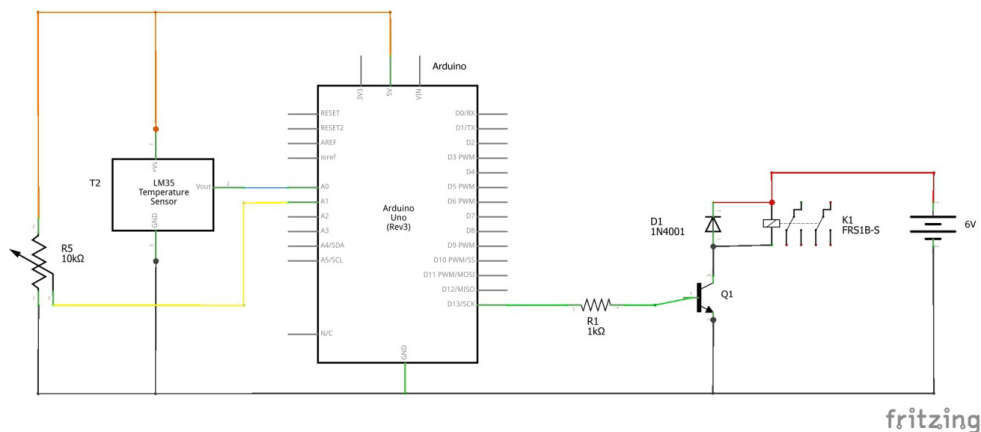 Arduino
3V3
5V
VIN
RESET
RESET2
AREF
ioref
A0
A1
A2
A3
A4/SDA
A5/SCL
N/C
GND
Arduino
Uno
(Rev3)
D0/RX
D1/TX
D2
D3 PWM
D4
D5 PWM
D6 PWM
D7
D8
D9 PWM
D10 PWM/SS
D11 PWM/MOSI
D12/MISO
D13/SCK
T2
+Vs
LM35
Temperature
Sensor
Vout
GND
R5
10kΩ
R1
1kΩ
D1
1N4001
Q1
K1
FRS1B-S
6V
fritzing